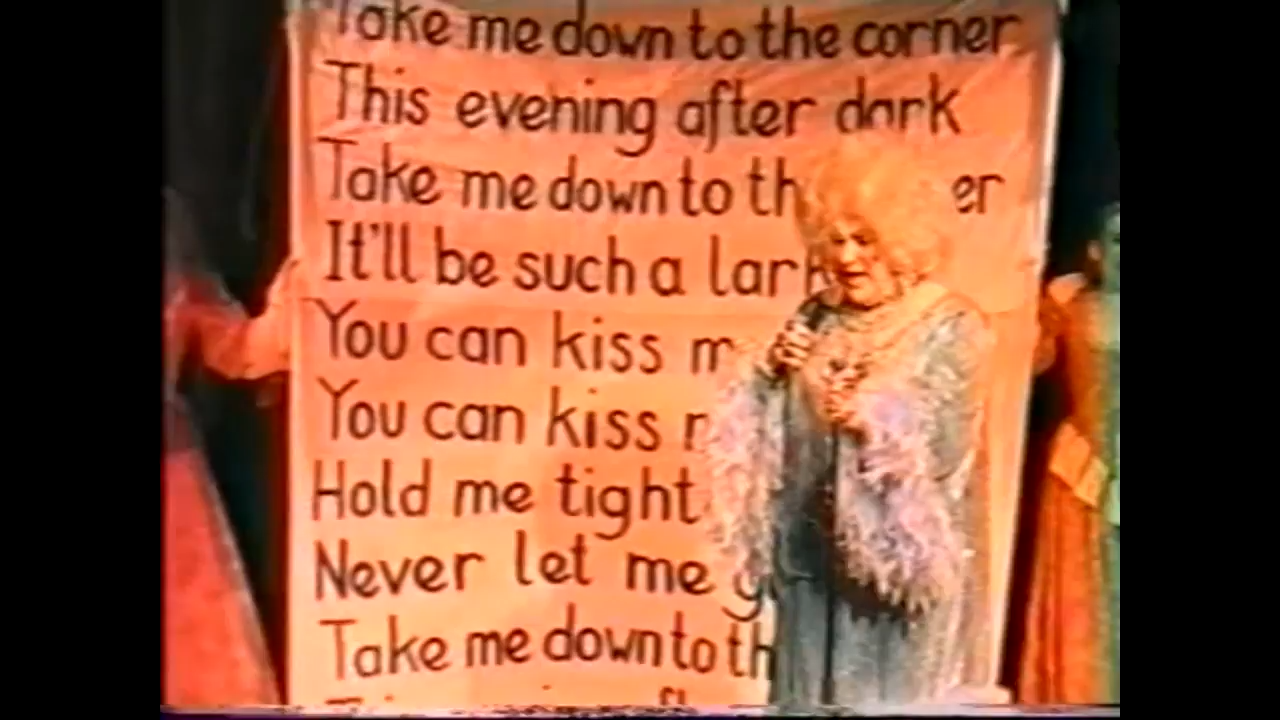 Take me down to the corner
This evening after dark
Take me down to th er
It'll be such a lark
You can kiss m
You can kiss
Hold me tight
Never let me
Take me down to th